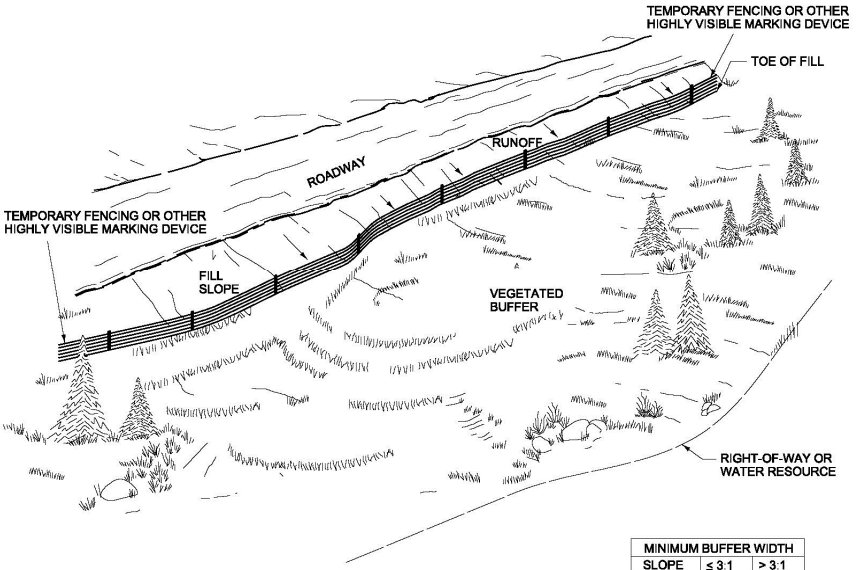 TEMPORARY FENCING OR OTHER
HIGHLY VISIBLE MARKING DEVICE
TOE OF FILL
RUNOFF
ROADWAY
TEMPORARY FENCING OR OTHER
HIGHLY VISIBLE MARKING DEVICE
FILL
SLOPE
VEGETATED
BUFFER
RIGHT-OF-WAY OR
WATER RESOURCE
MINIMUM BUFFER WIDTH
SLOPE ≤ 3:1 > 3:1